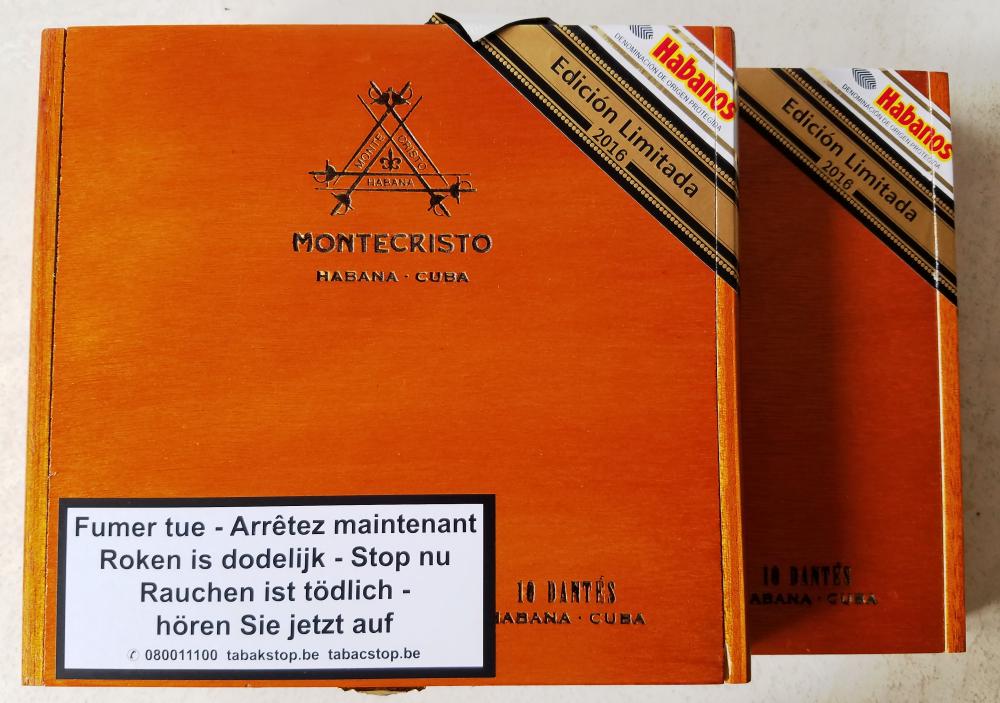 MONTE CRISTO
HABANA
MONTECRISTO
HABANA · CUBA
Habanos
DENOMINACIÓN DE ORIGEN PROTEGIDA
Edición Limitada
2016
Fumer tue - Arrêtez maintenant
Roken is dodelijk - Stop nu
Rauchen ist tödlich -
hören Sie jetzt auf
✆ 080011100 tabakstop.be tabacstop.be
10 DANTÉS
HABANA · CUBA
Habanos
DENOMINACIÓN DE ORIGEN PROTEGIDA
Edición Limitada
2016
10 DANTÉS
ABANA · CUBA